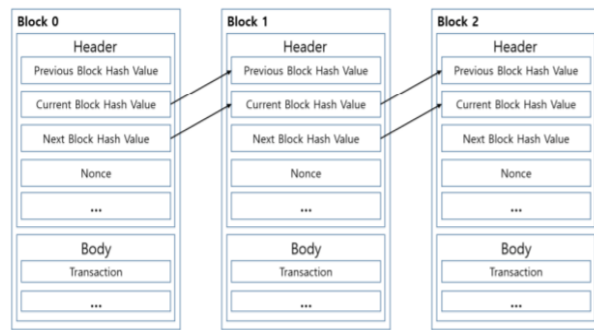 Block 0
Header
Previous Block Hash Value
Current Block Hash Value
Next Block Hash Value
Nonce
...
Body
Transaction
...
Block 1
Header
Previous Block Hash Value
Current Block Hash Value
Next Block Hash Value
Nonce
...
Body
Transaction
...
Block 2
Header
Previous Block Hash Value
Current Block Hash Value
Next Block Hash Value
Nonce
...
Body
Transaction
...